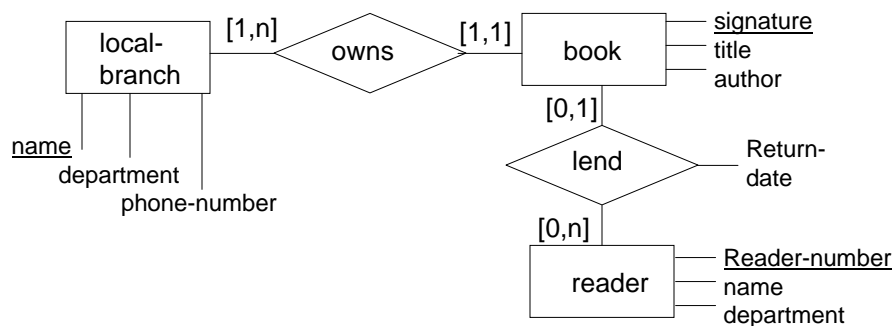 local-
branch
[1,n]
owns
[1,1]
book
signature
title
author
name
department
phone-number
[0,1]
lend
Return-
date
[0,n]
reader
Reader-number
name
department